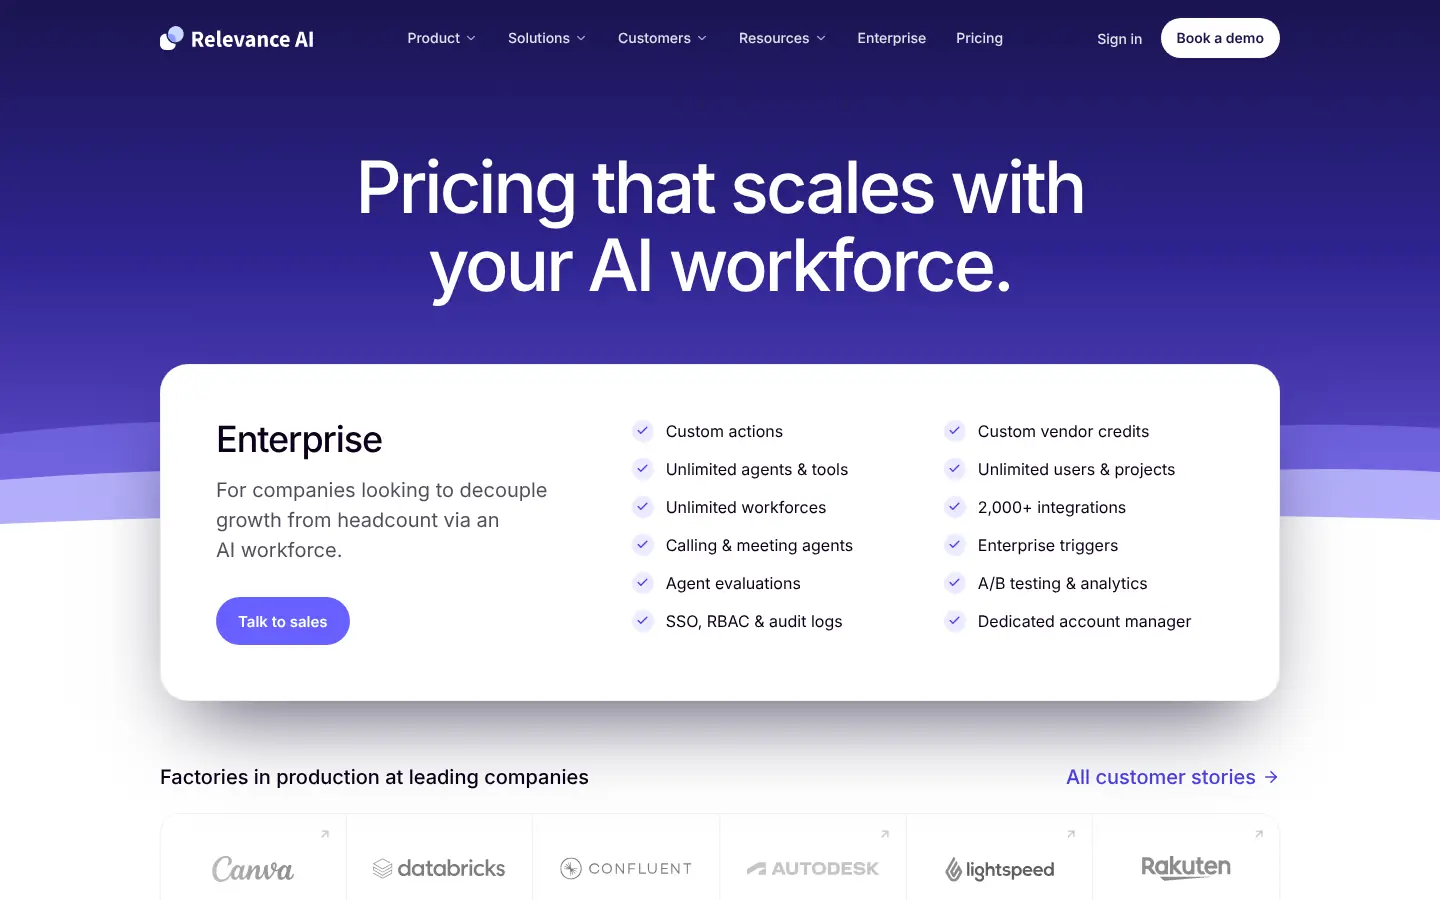 Relevance AI
Product
Solutions
Customers
Resources
Enterprise
Pricing
Sign in
Book a demo
Pricing that scales with
your AI workforce.
Enterprise
For companies looking to decouple
growth from headcount via an
AI workforce.
Talk to sales
Custom actions
Unlimited agents & tools
Unlimited workforces
Calling & meeting agents
Agent evaluations
SSO, RBAC & audit logs
Custom vendor credits
Unlimited users & projects
2,000+ integrations
Enterprise triggers
A/B testing & analytics
Dedicated account manager
Factories in production at leading companies
All customer stories
Canva
databricks
CONFLUENT
AUTODESK
lightspeed
Rakuten